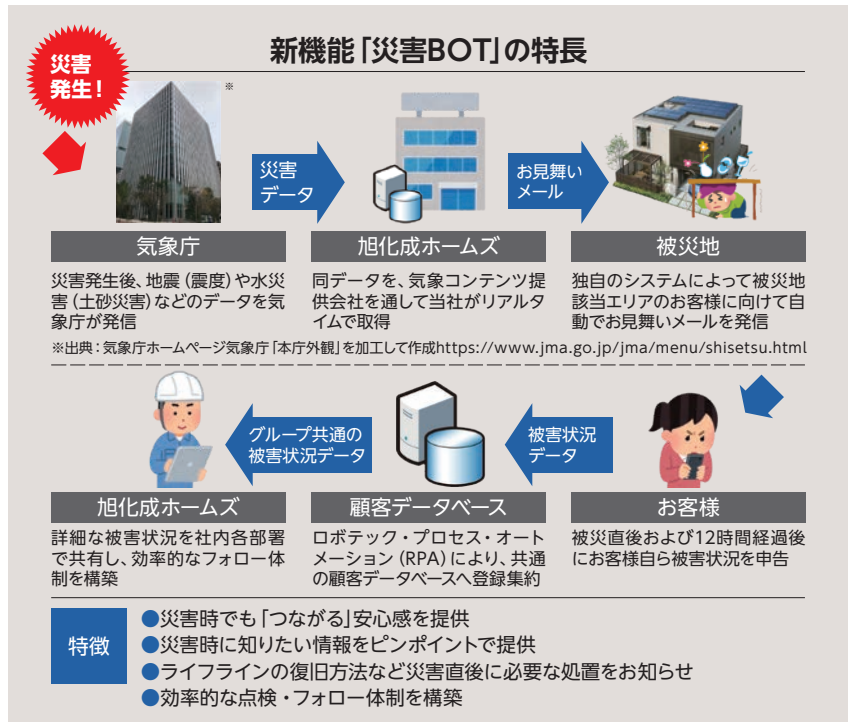 新機能「災害BOT」の特長
災害
発生!
※
災害
データ
お見舞い
メール
気象庁
旭化成ホームズ
被災地
災害発生後、地震(震度)や水災
害(土砂災害)などのデータを気
象庁が発信
同データを、気象コンテンツ提
供会社を通して当社がリアルタ
イムで取得
独自のシステムによって被災地
該当エリアのお客様に向けて自
動でお見舞いメールを発信
※出典:気象庁ホームページ気象庁「本庁外観」を加工して作成https://www.jma.go.jp/jma/menu/shisetsu.html
グループ共通の
被害状況データ
被害状況
データ
旭化成ホームズ
顧客データベース
お客様
詳細な被害状況を社内各部署
で共有し、効率的なフォロー体
制を構築
ロボテック・プロセス・オート
メーション(RPA)により、共通
の顧客データベースへ登録集約
被災直後および12時間経過後
にお客様自ら被害状況を申告
特徴
●災害時でも「つながる」安心感を提供
●災害時に知りたい情報をピンポイントで提供
●ライフラインの復旧方法など災害直後に必要な処置をお知らせ
●効率的な点検・フォロー体制を構築